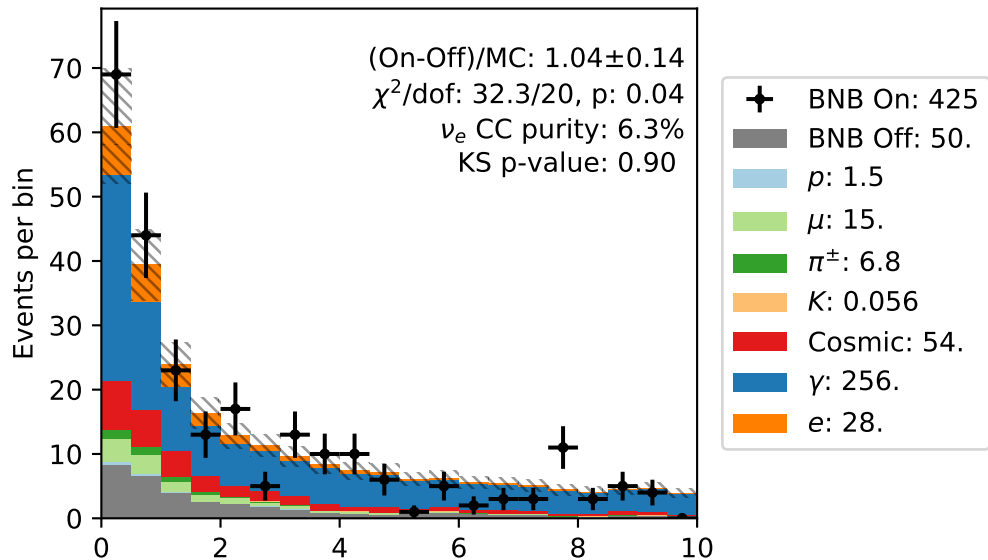 (On-Off)/MC: 1.04±0.14
χ²/dof: 32.3/20, p: 0.04
νₑ CC purity: 6.3%
KS p-value: 0.90
Events per bin
70
60
50
40
30
20
10
0
0 2 4 6 8 10
BNB On: 425
BNB Off: 50.
p: 1.5
μ: 15.
π±: 6.8
K: 0.056
Cosmic: 54.
γ: 256.
e: 28.